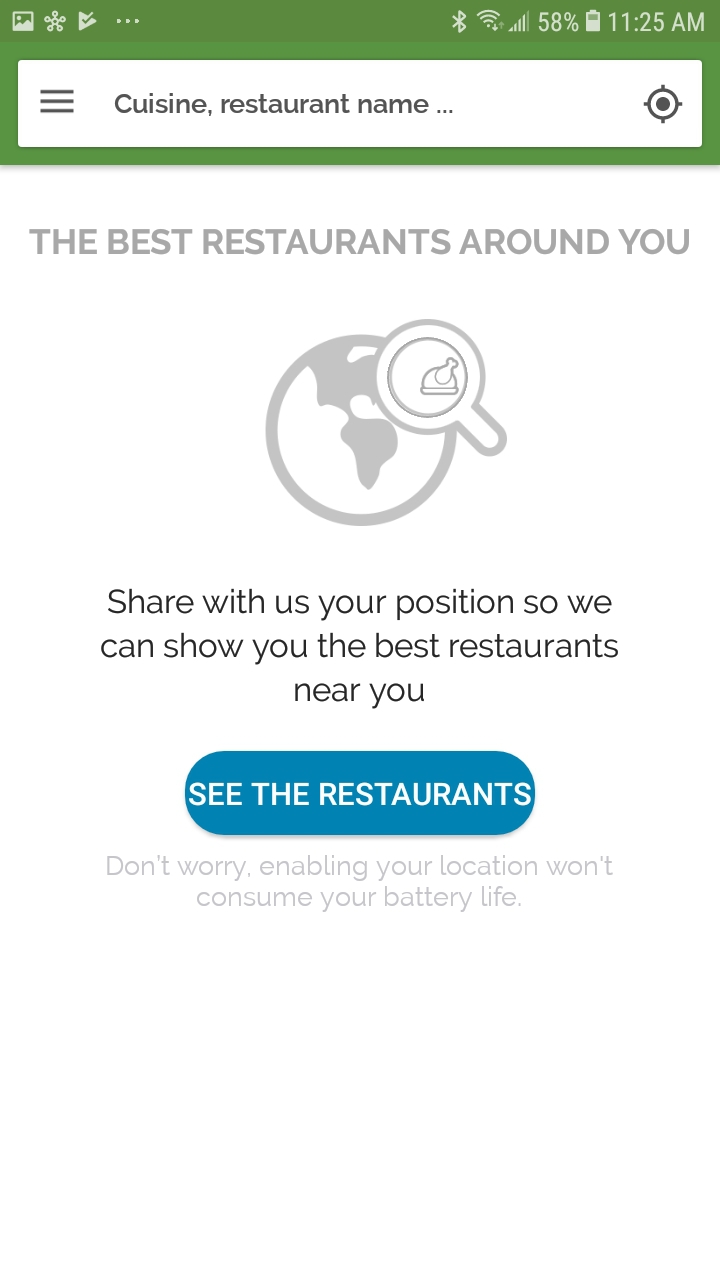 58% 11:25 AM
Cuisine, restaurant name ...
THE BEST RESTAURANTS AROUND YOU
Share with us your position so we
can show you the best restaurants
near you
SEE THE RESTAURANTS
Don't worry, enabling your location won't
consume your battery life.